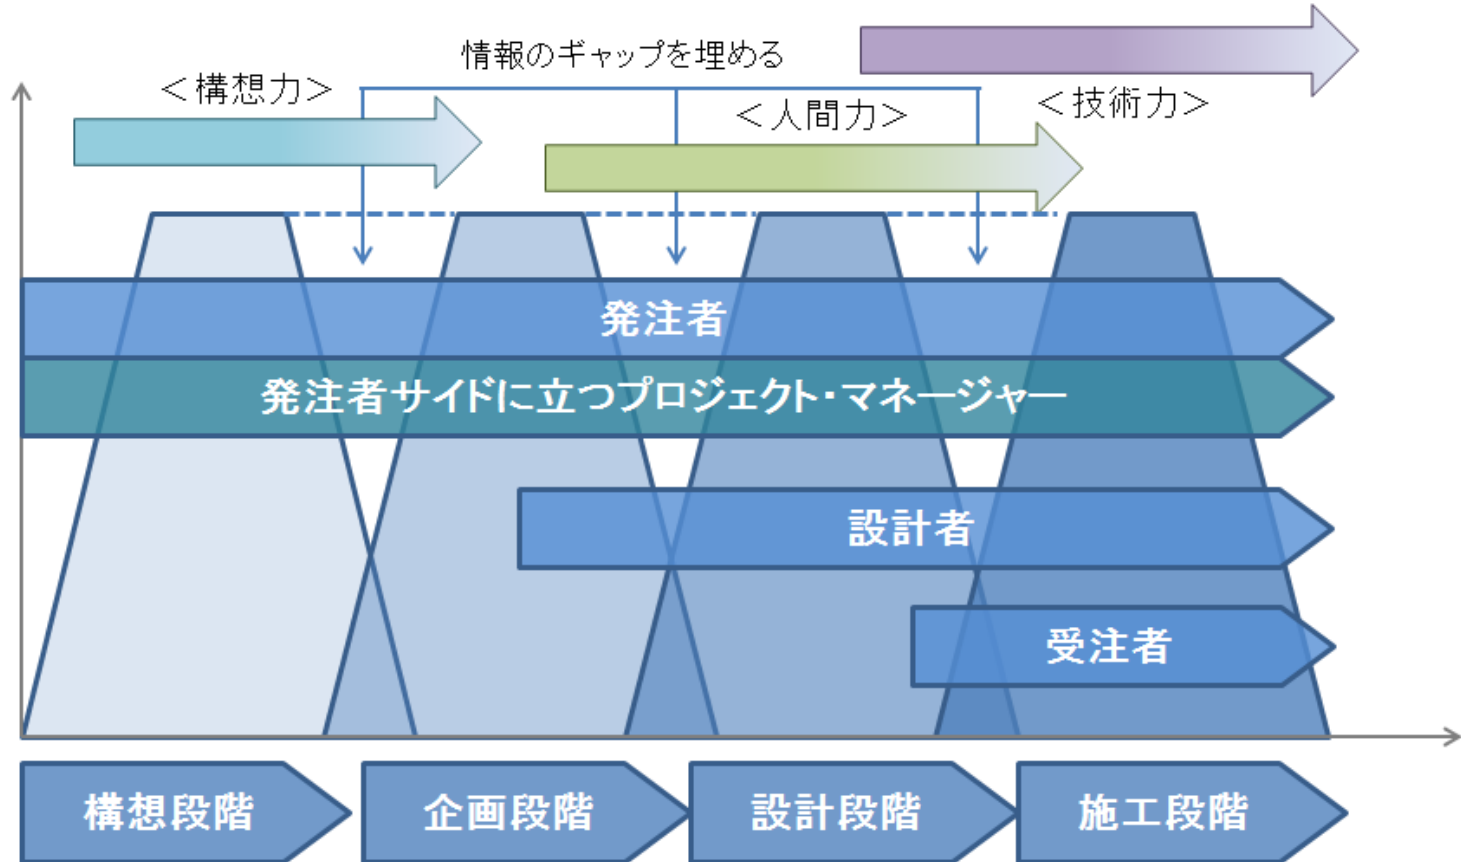 情報のギャップを埋める
＜構想力＞
＜人間力＞
＜技術力＞
発注者
発注者サイドに立つプロジェクト・マネージャー
設計者
受注者
構想段階
企画段階
設計段階
施工段階